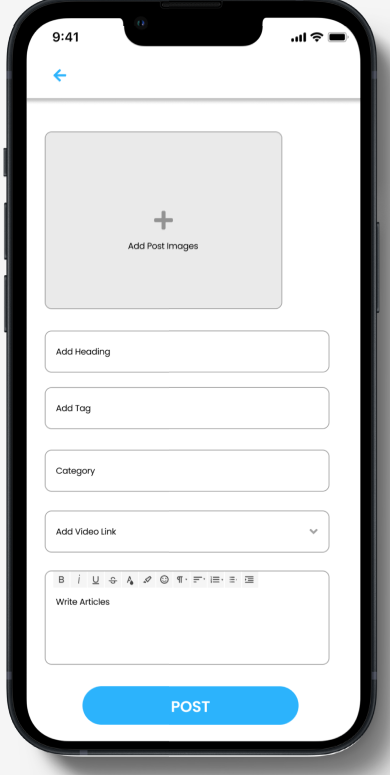 9:41
Add Post Images
Add Heading
Add Tag
Category
Add Video Link
B i U S A
Write Articles
POST